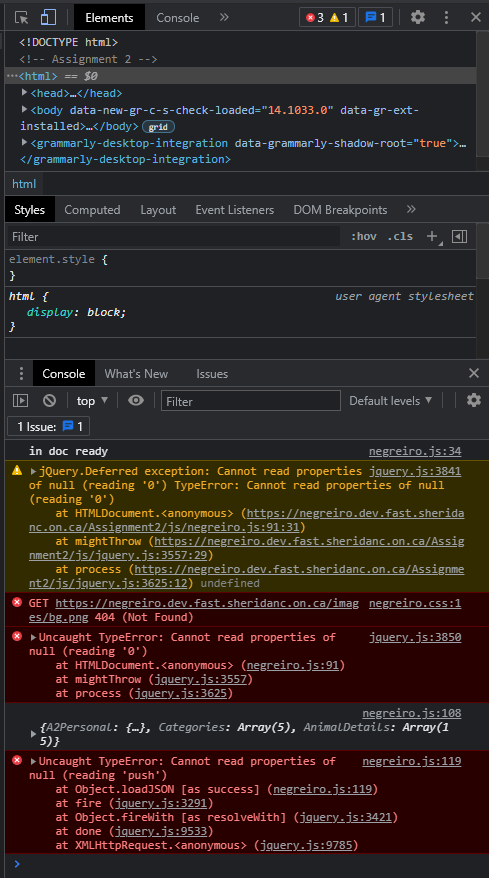 Elements Console » 3 1 1
<!DOCTYPE html>
<!-- Assignment 2 -->
···<html> == $0
<head>…</head>
<body data-new-gr-c-s-check-loaded="14.1033.0" data-gr-ext-
installed>…</body> grid
<grammarly-desktop-integration data-grammarly-shadow-root="true">…
</grammarly-desktop-integration>
html
Styles Computed Layout Event Listeners DOM Breakpoints »
Filter :hov .cls +
element.style {
}
html { user agent stylesheet
display: block;
}
Console What's New Issues
top ▼ Filter Default levels ▼
1 Issue: 1
in doc ready negreiro.js:34
jQuery.Deferred exception: Cannot read properties jquery.js:3841
of null (reading '0') TypeError: Cannot read properties of null
(reading '0')
at HTMLDocument.<anonymous> (https://negreiro.dev.fast.sherida
nc.on.ca/Assignment2/js/negreiro.js:91:31)
at mightThrow (https://negreiro.dev.fast.sheridanc.on.ca/Assig
nment2/js/jquery.js:3557:29)
at process (https://negreiro.dev.fast.sheridanc.on.ca/Assignme
nt2/js/jquery.js:3625:12) undefined
GET https://negreiro.dev.fast.sheridanc.on.ca/imag negreiro.css:1
es/bg.png 404 (Not Found)
Uncaught TypeError: Cannot read properties of jquery.js:3850
null (reading '0')
at HTMLDocument.<anonymous> (negreiro.js:91)
at mightThrow (jquery.js:3557)
at process (jquery.js:3625)
negreiro.js:108
{A2Personal: {…}, Categories: Array(5), AnimalDetails: Array(1
5)}
Uncaught TypeError: Cannot read properties of negreiro.js:119
null (reading 'push')
at Object.loadJSON [as success] (negreiro.js:119)
at fire (jquery.js:3291)
at Object.fireWith [as resolveWith] (jquery.js:3421)
at done (jquery.js:9533)
at XMLHttpRequest.<anonymous> (jquery.js:9785)
>